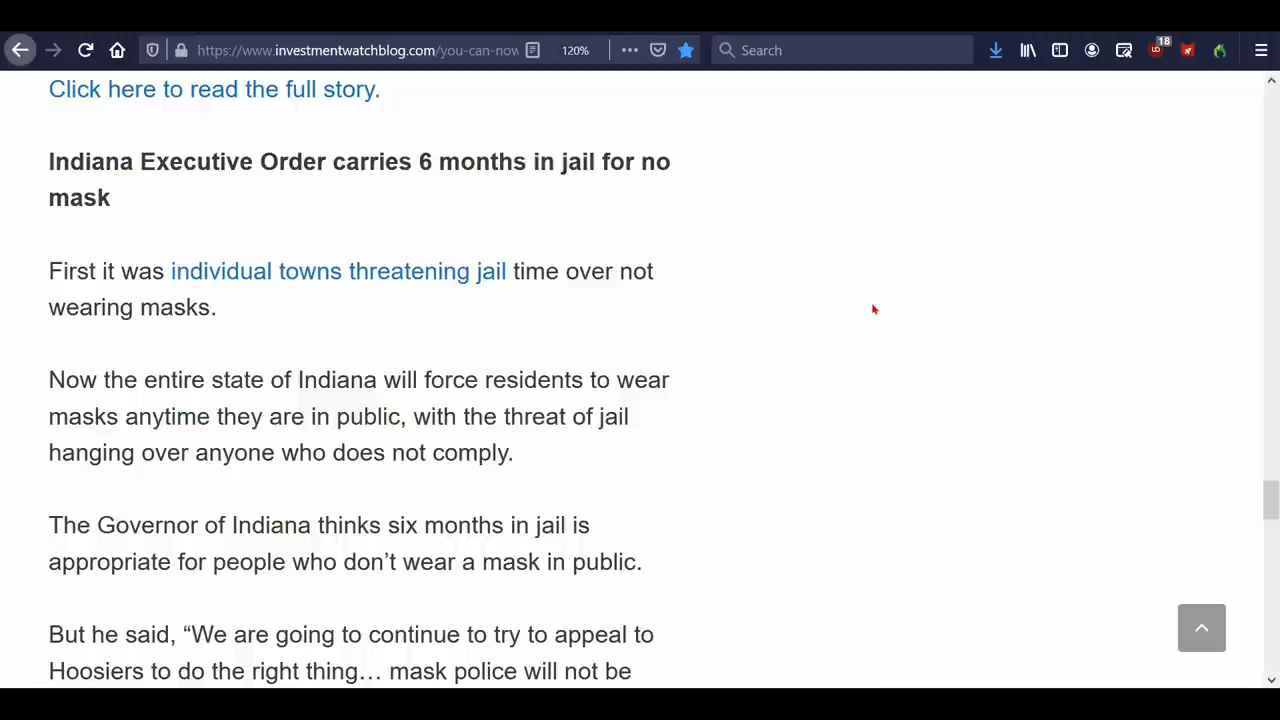 https://www.investmentwatchblog.com/you-can-now
120%
Search
18
Click here to read the full story.
Indiana Executive Order carries 6 months in jail for no
mask
First it was individual towns threatening jail time over not
wearing masks.
Now the entire state of Indiana will force residents to wear
masks anytime they are in public, with the threat of jail
hanging over anyone who does not comply.
The Governor of Indiana thinks six months in jail is
appropriate for people who don’t wear a mask in public.
But he said, “We are going to continue to try to appeal to
Hoosiers to do the right thing… mask police will not be